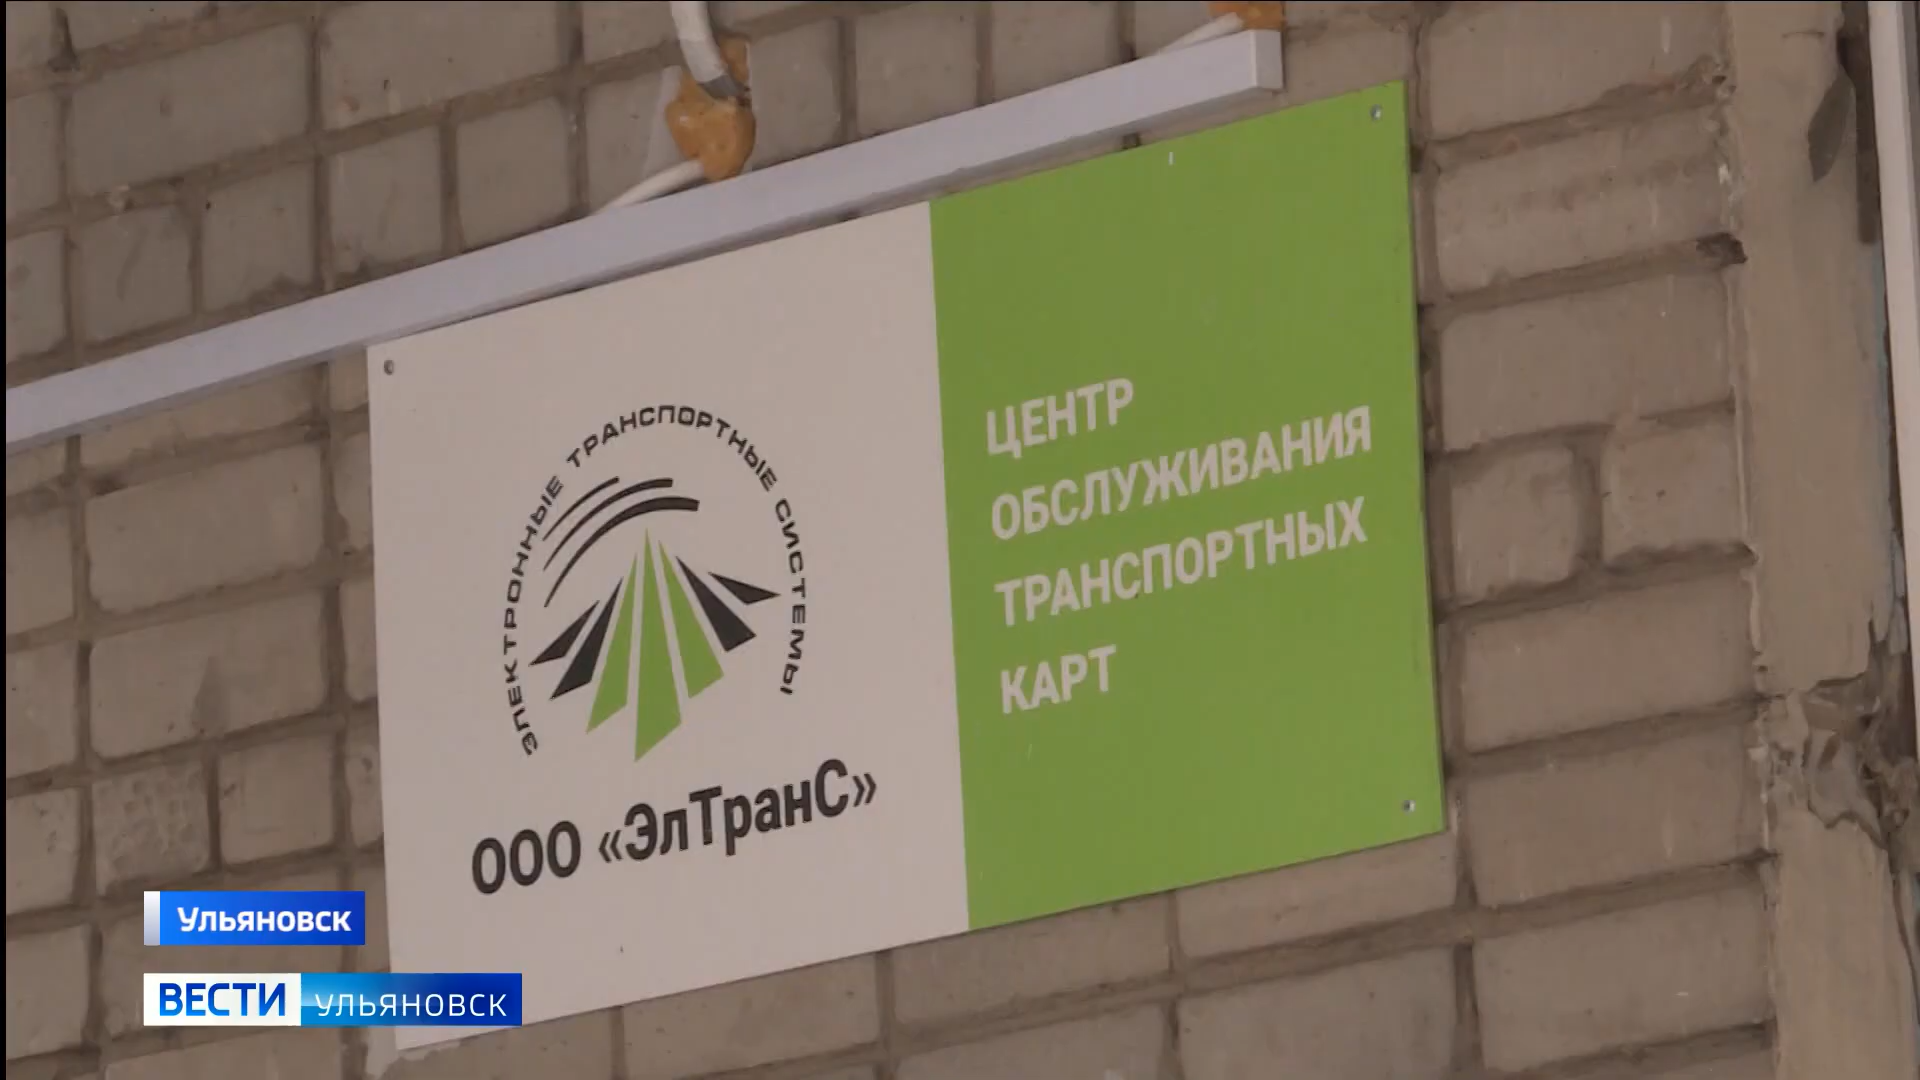 ЭЛЕКТРОННЫЕ ТРАНСПОРТНЫЕ СИСТЕМЫ
ООО «ЭлТранС»
ЦЕНТР
ОБСЛУЖИВАНИЯ
ТРАНСПОРТНЫХ
КАРТ
Ульяновск
ВЕСТИ УЛЬЯНОВСК